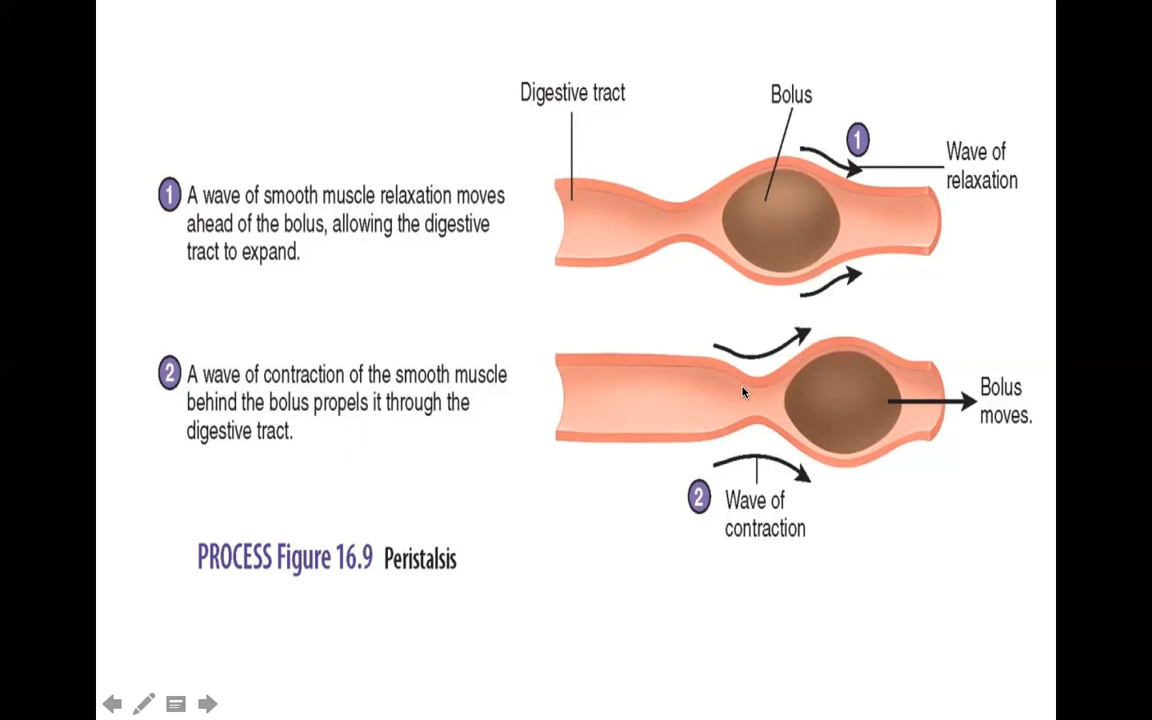 Digestive tract
Bolus
1
Wave of
relaxation
1 A wave of smooth muscle relaxation moves
ahead of the bolus, allowing the digestive
tract to expand.
2 A wave of contraction of the smooth muscle
behind the bolus propels it through the
digestive tract.
Bolus
moves.
2 Wave of
contraction
PROCESS Figure 16.9 Peristalsis